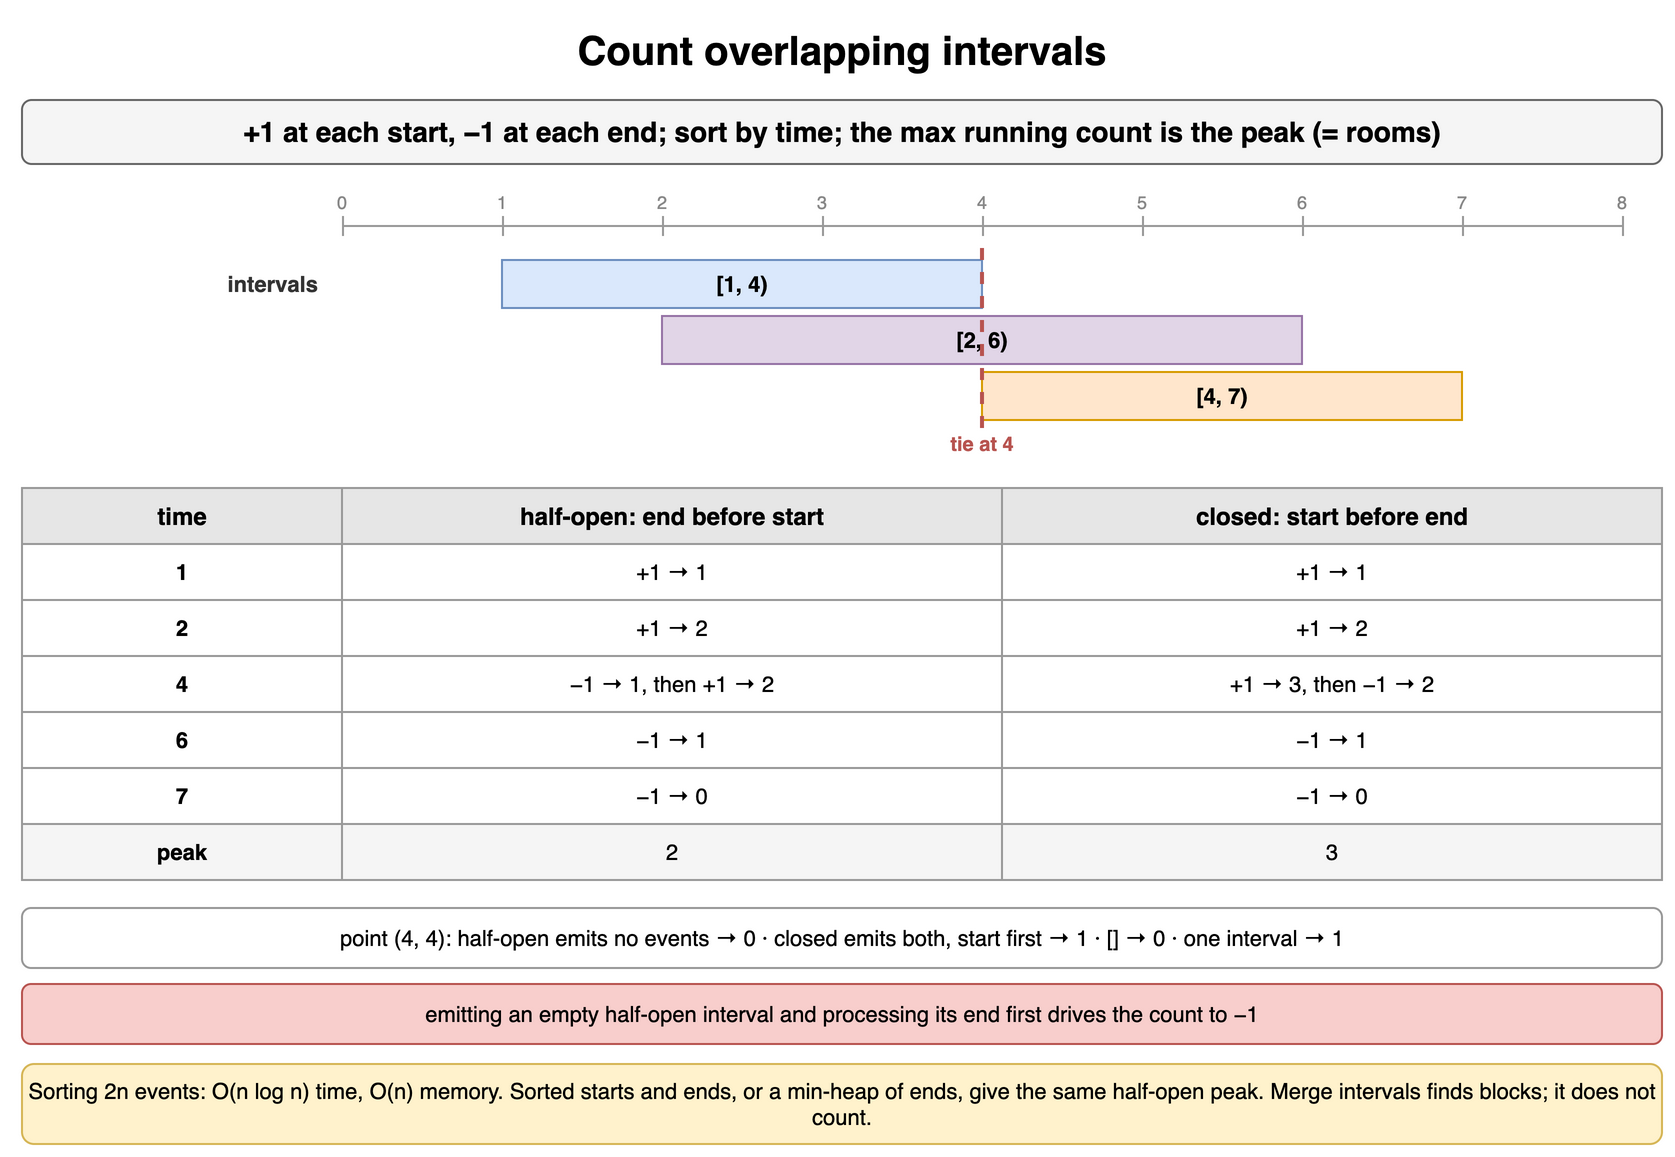 Count overlapping intervals
+1 at each start, −1 at each end; sort by time; the max running count is the peak (= rooms)
0 1 2 3 4 5 6 7 8
intervals
[1, 4)
[2, 6)
[4, 7)
tie at 4
time half-open: end before start closed: start before end
1 +1 → 1 +1 → 1
2 +1 → 2 +1 → 2
4 −1 → 1, then +1 → 2 +1 → 3, then −1 → 2
6 −1 → 1 −1 → 1
7 −1 → 0 −1 → 0
peak 2 3
point (4, 4): half-open emits no events → 0 · closed emits both, start first → 1 · [] → 0 · one interval → 1
emitting an empty half-open interval and processing its end first drives the count to −1
Sorting 2n events: O(n log n) time, O(n) memory. Sorted starts and ends, or a min-heap of ends, give the same half-open peak. Merge intervals finds blocks; it does not
count.